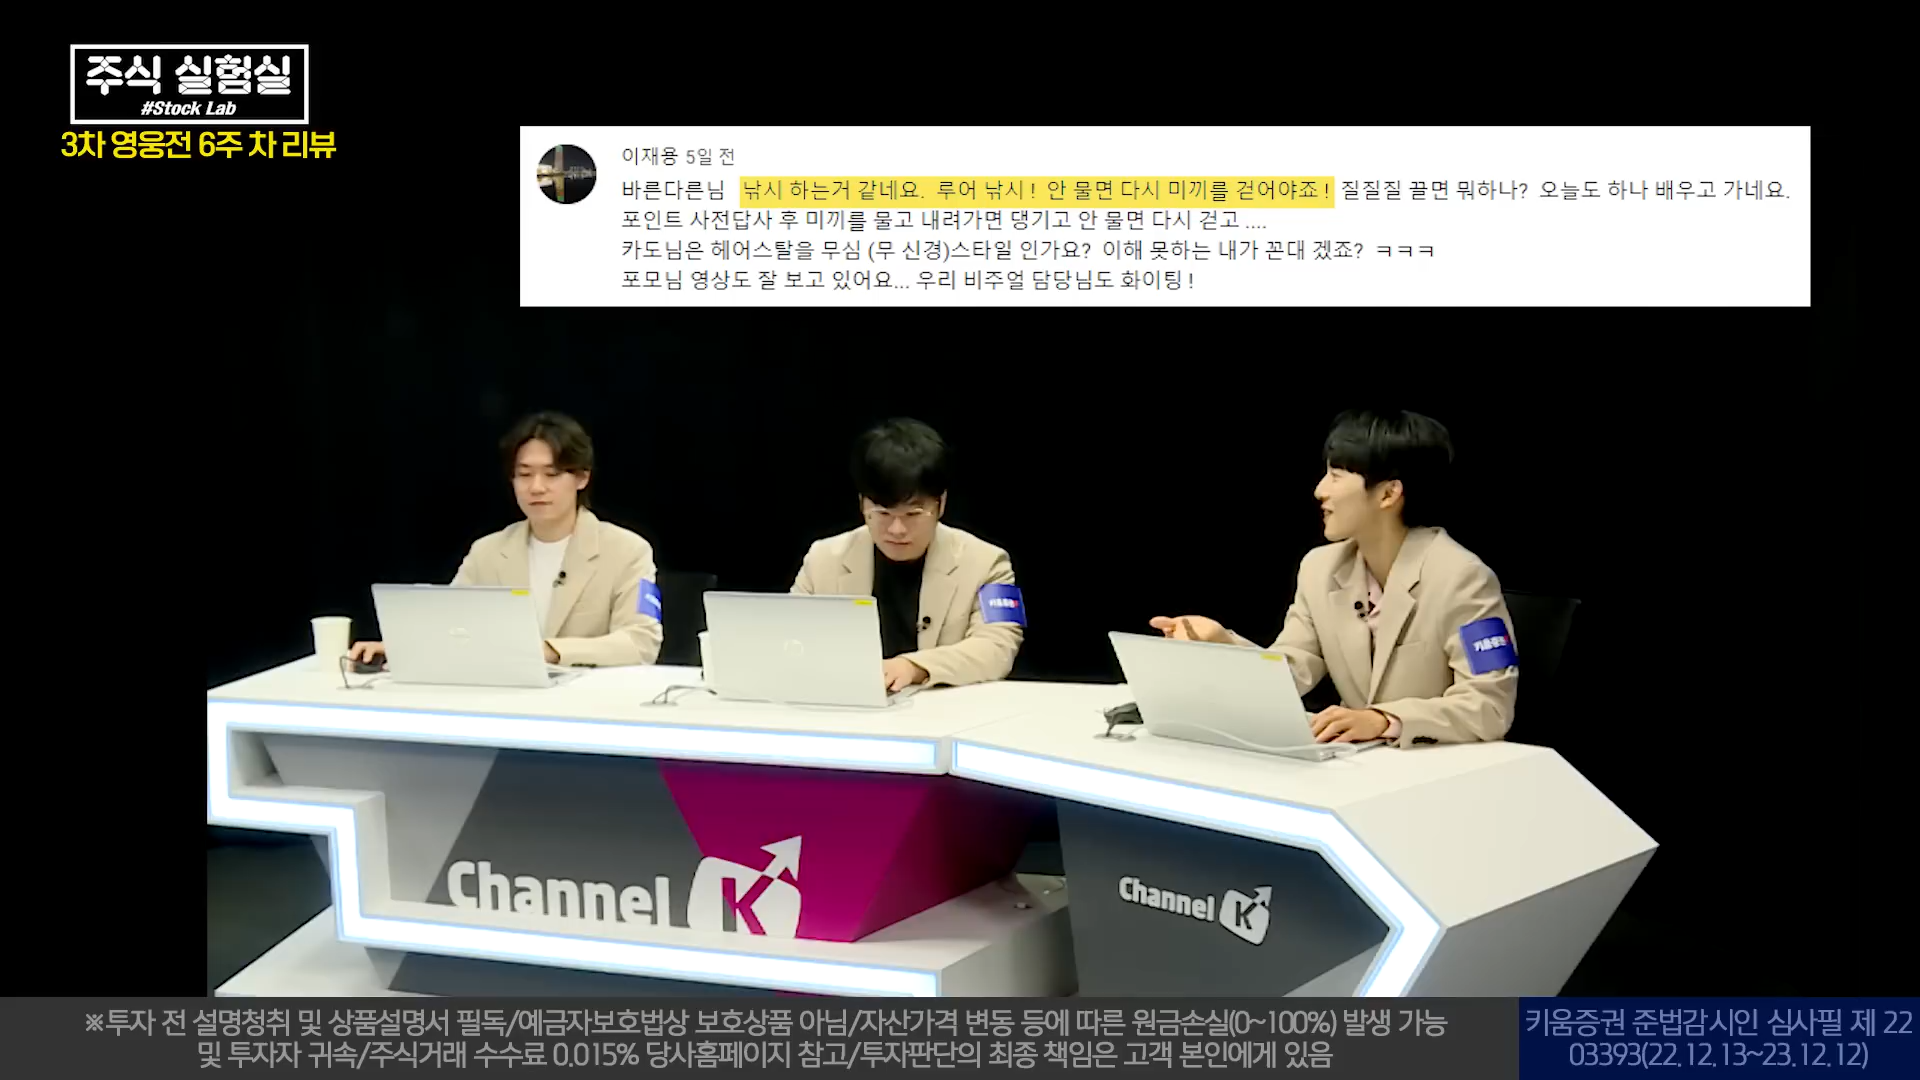 주식 실험실
#Stock Lab
3차 영웅전 6주 차 리뷰
이재용 5일 전
바른다른님 낚시 하는거 같네요. 루어 낚시 ! 안 물면 다시 미끼를 걷어야죠 ! 질질질 끌면 뭐하나? 오늘도 하나 배우고 가네요.
포인트 사전답사 후 미끼를 물고 내려가면 댕기고 안 물면 다시 걷고 ....
카도님은 헤어스탈을 무심 (무 신경)스타일 인가요? 이해 못하는 내가 꼰대 겠죠? ㅋㅋㅋ
포모님 영상도 잘 보고 있어요... 우리 비주얼 담당님도 화이팅 !
키움증권
키움증권
Channel K
Channel K
※투자 전 설명청취 및 상품설명서 필독/예금자보호법상 보호상품 아님/자산가격 변동 등에 따른 원금손실(0~100%) 발생 가능
및 투자자 귀속/주식거래 수수료 0.015% 당사홈페이지 참고/투자판단의 최종 책임은 고객 본인에게 있음
키움증권 준법감시인 심사필 제 22
03393(22.12.13~23.12.12)